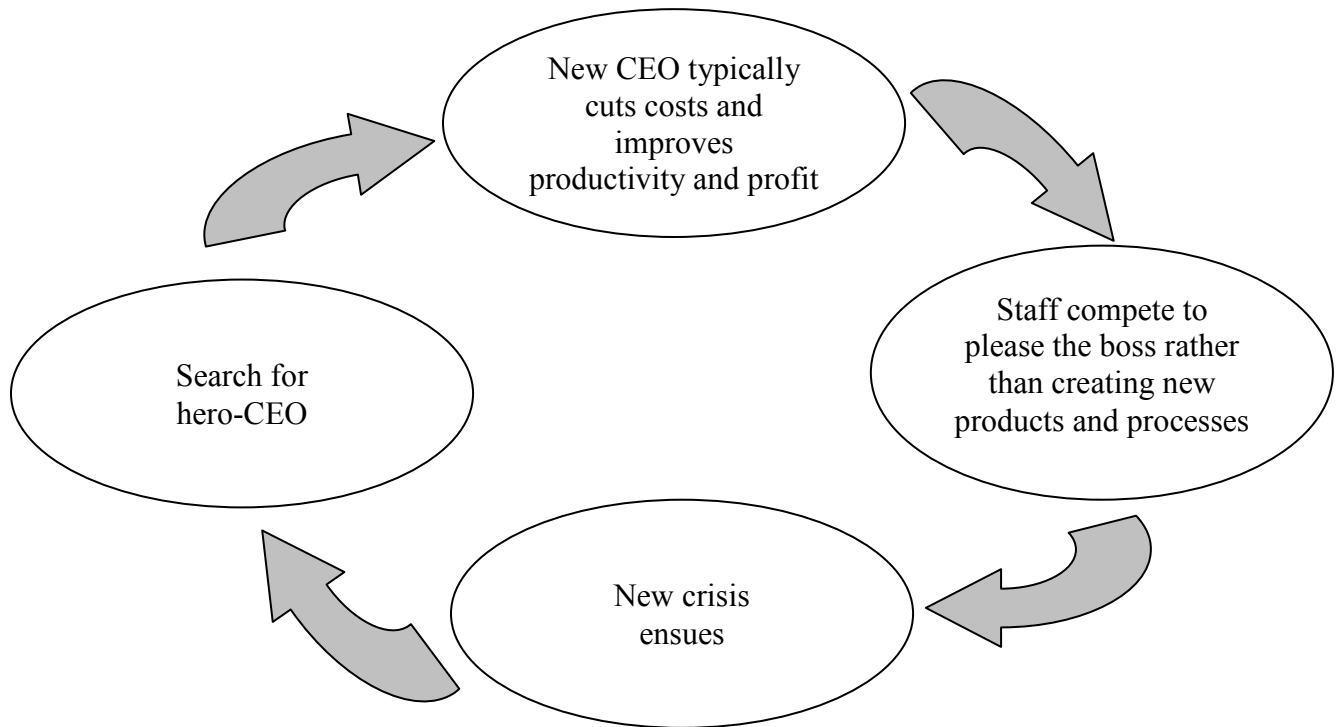 New CEO typically
cuts costs and
improves
productivity and profit
Staff compete to
please the boss rather
than creating new
products and processes
Search for
hero-CEO
New crisis
ensues